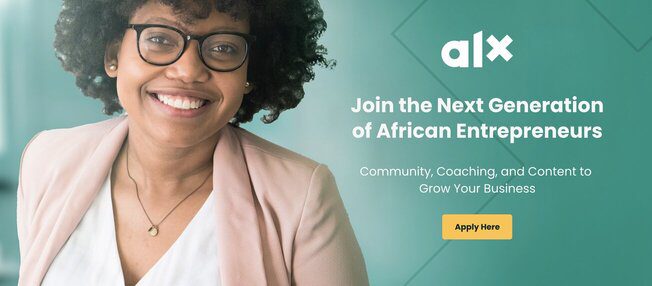 alx
Join the Next Generation
of African Entrepreneurs
Community, Coaching, and Content to
Grow Your Business
Apply Here